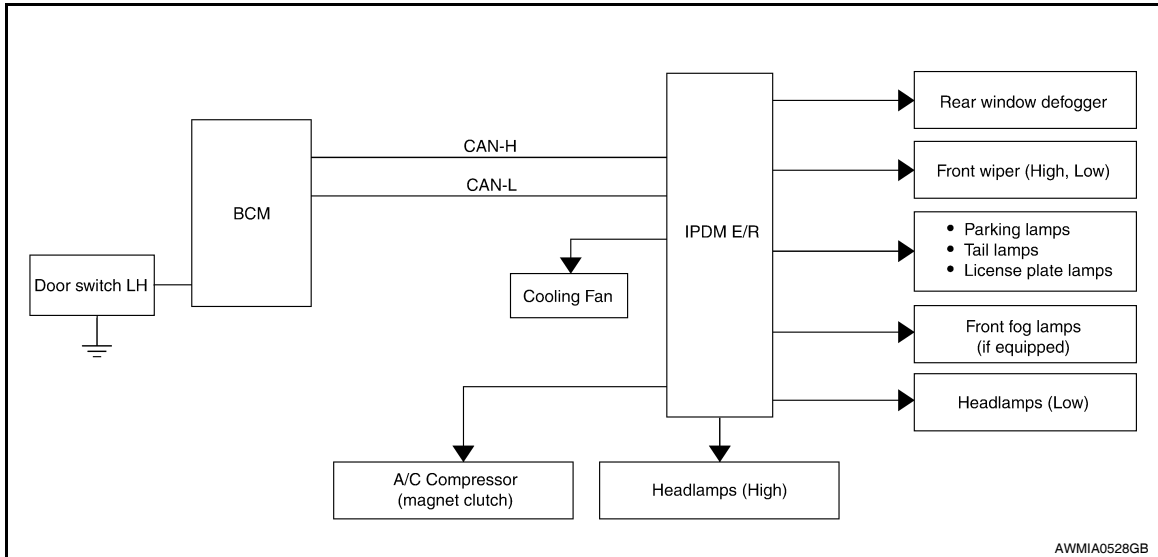 Rear window defogger
CAN-H
Front wiper (High, Low)
CAN-L
BCM
IPDM E/R
• Parking lamps
• Tail lamps
• License plate lamps
Door switch LH
Cooling Fan
Front fog lamps
(if equipped)
Headlamps (Low)
A/C Compressor
(magnet clutch)
Headlamps (High)
AWMIA0528GB